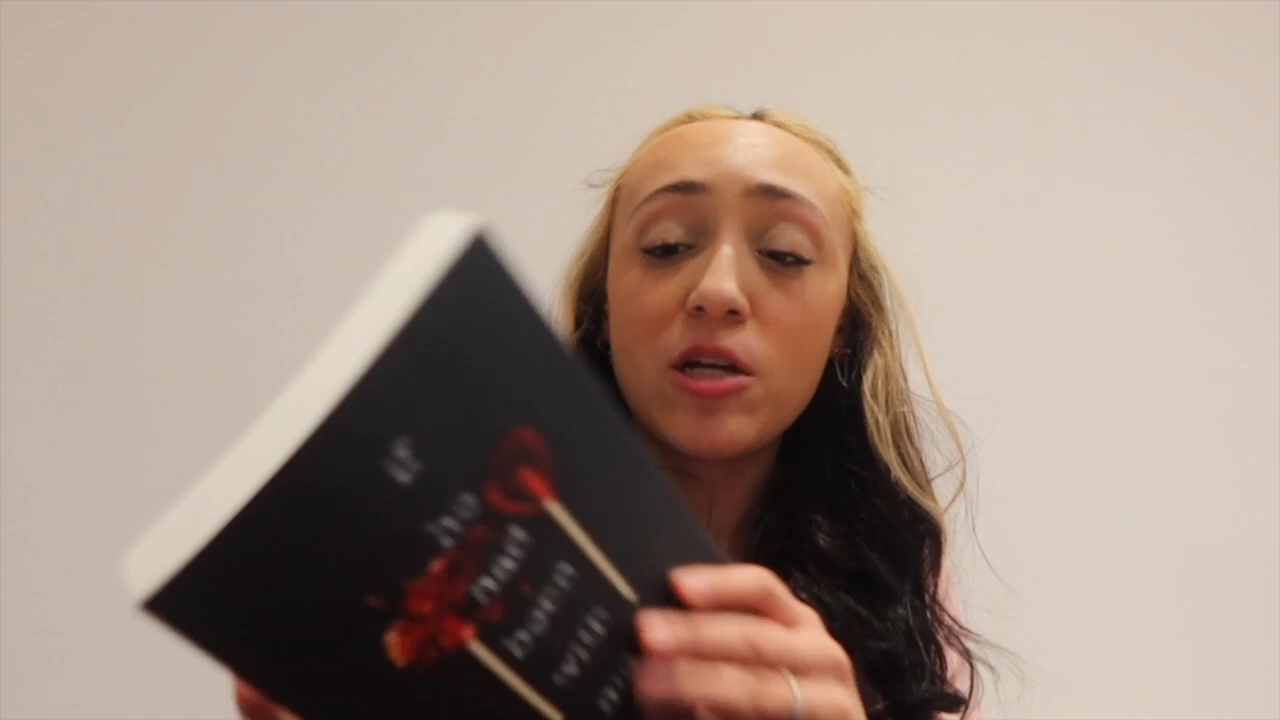 if
he
had
been
with